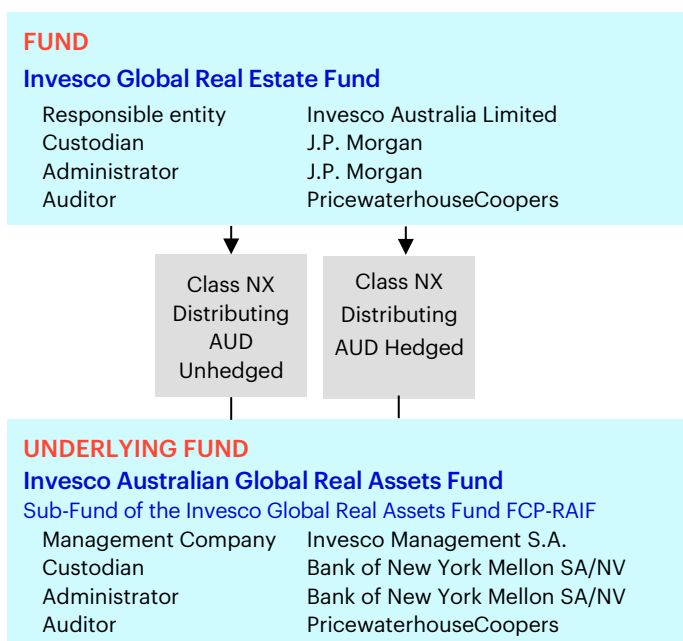 FUND
Invesco Global Real Estate Fund
Responsible entity Invesco Australia Limited
Custodian J.P. Morgan
Administrator J.P. Morgan
Auditor PricewaterhouseCoopers
Class NX
Distributing
AUD
Unhedged
Class NX
Distributing
AUD Hedged
UNDERLYING FUND
Invesco Australian Global Real Assets Fund
Sub-Fund of the Invesco Global Real Assets Fund FCP-RAIF
Management Company Invesco Management S.A.
Custodian Bank of New York Mellon SA/NV
Administrator Bank of New York Mellon SA/NV
Auditor PricewaterhouseCoopers